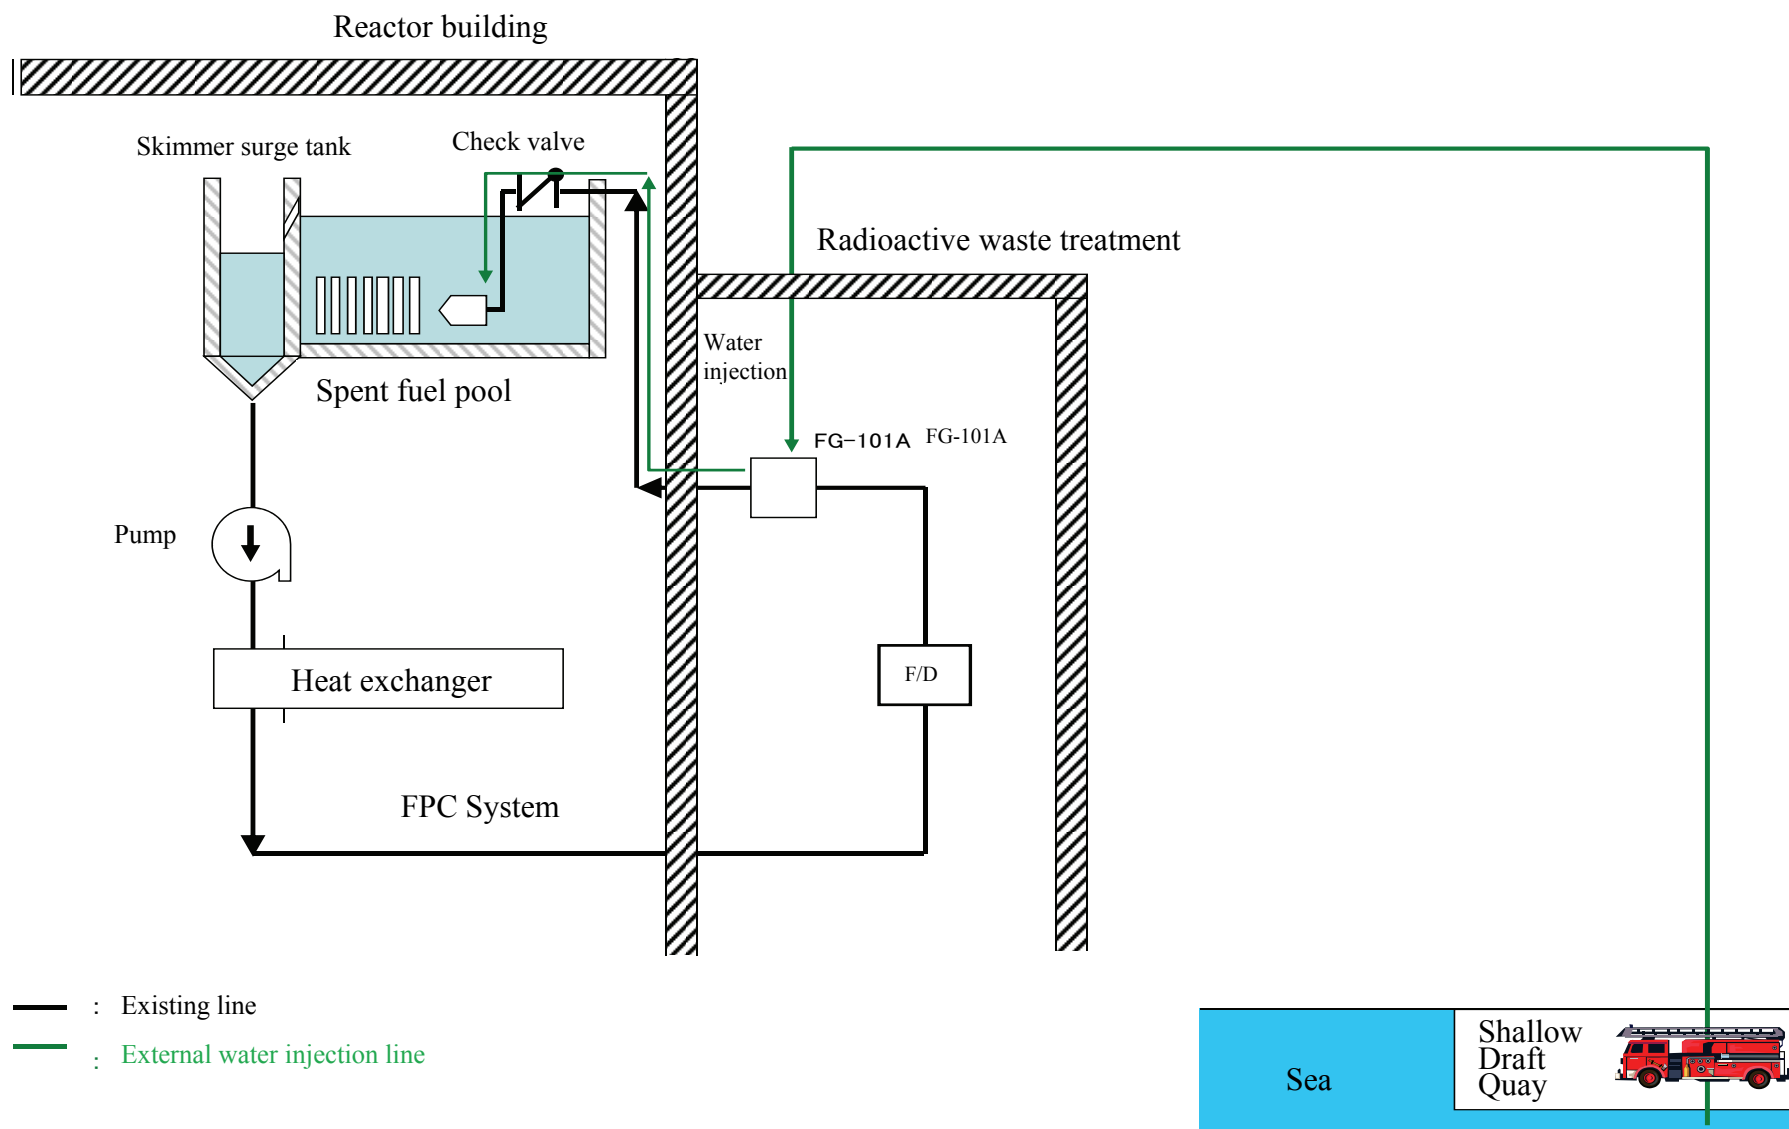 Reactor building
Skimmer surge tank
Check valve
Radioactive waste treatment
Water
injection
Spent fuel pool
FG-101A
FG-101A
Pump
Heat exchanger
F/D
FPC System
: Existing line
: External water injection line
Sea
Shallow
Draft
Quay